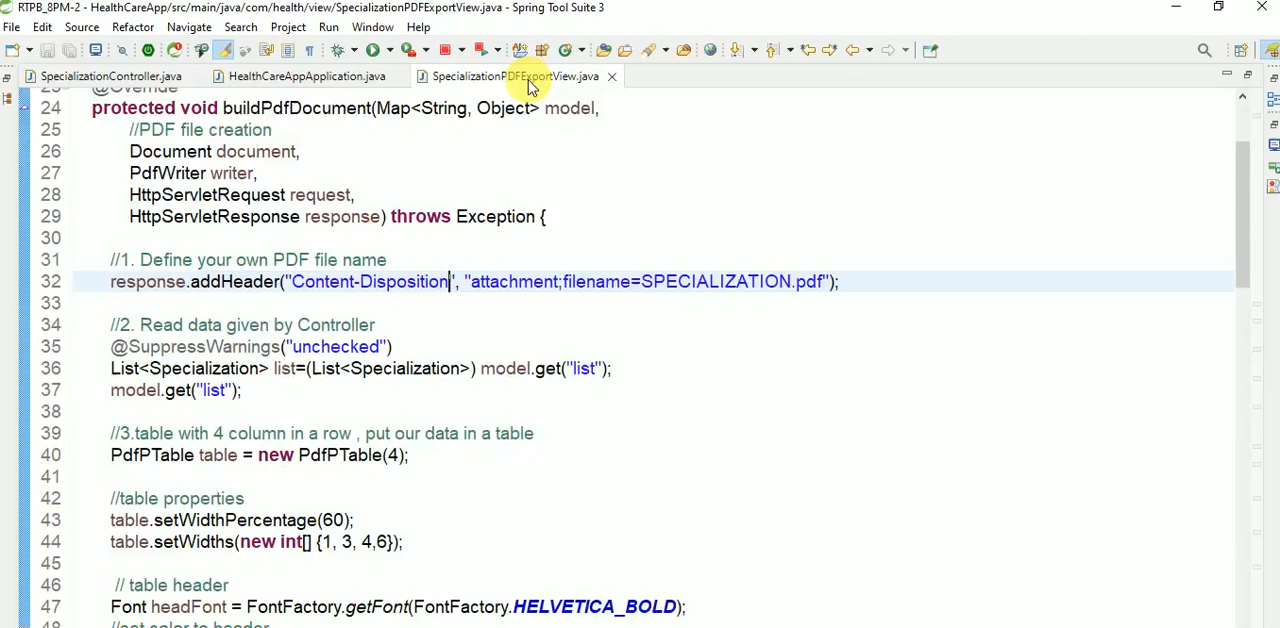 RTPB_8PM-2 - HealthCareApp/src/main/java/com/health/view/SpecializationPDFExportView.java - Spring Tool Suite 3
File Edit Source Refactor Navigate Search Project Run Window Help
SpecializationController.java HealthCareAppApplication.java SpecializationPDFExportView.java
23 @Override
24 protected void buildPdfDocument(Map<String, Object> model,
25 //PDF file creation
26 Document document,
27 PdfWriter writer,
28 HttpServletRequest request,
29 HttpServletResponse response) throws Exception {
30
31 //1. Define your own PDF file name
32 response.addHeader("Content-Disposition", "attachment;filename=SPECIALIZATION.pdf");
33
34 //2. Read data given by Controller
35 @SuppressWarnings("unchecked")
36 List<Specialization> list=(List<Specialization>) model.get("list");
37 model.get("list");
38
39 //3.table with 4 column in a row , put our data in a table
40 PdfPTable table = new PdfPTable(4);
41
42 //table properties
43 table.setWidthPercentage(60);
44 table.setWidths(new int[] {1, 3, 4,6});
45
46 // table header
47 Font headFont = FontFactory.getFont(FontFactory.HELVETICA_BOLD);
48 //set color to header